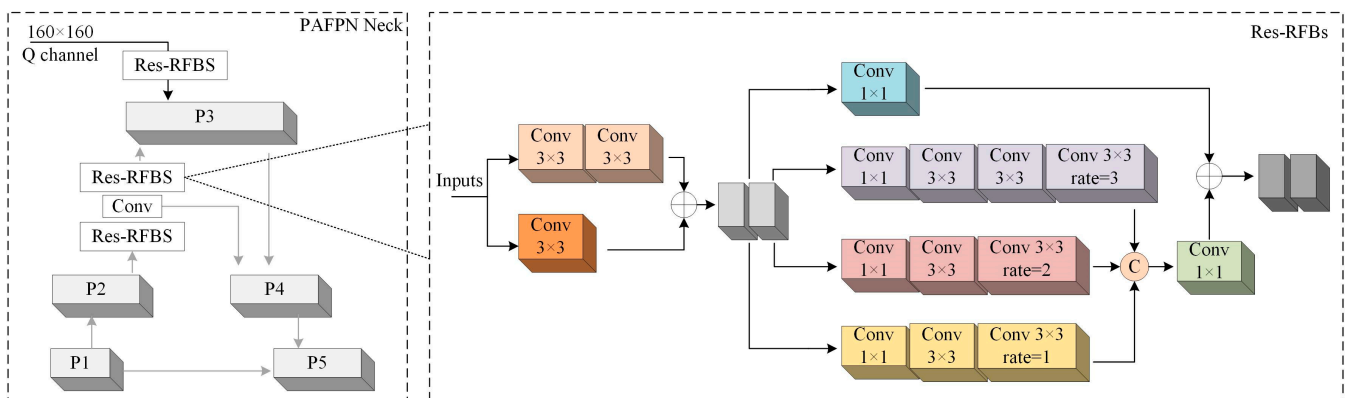 PAFPN Neck
160×160
Q channel
Res-RFBS
P3
Res-RFBS
Conv
Res-RFBS
P2
P4
P1
P5
Res-RFBs
Inputs
Conv
3×3
Conv
3×3
Conv
3×3
Conv
1×1
Conv
1×1
Conv
3×3
Conv
3×3
Conv 3×3
rate=3
Conv
1×1
Conv
3×3
Conv 3×3
rate=2
Conv
1×1
Conv
3×3
Conv 3×3
rate=1
C
Conv
1×1